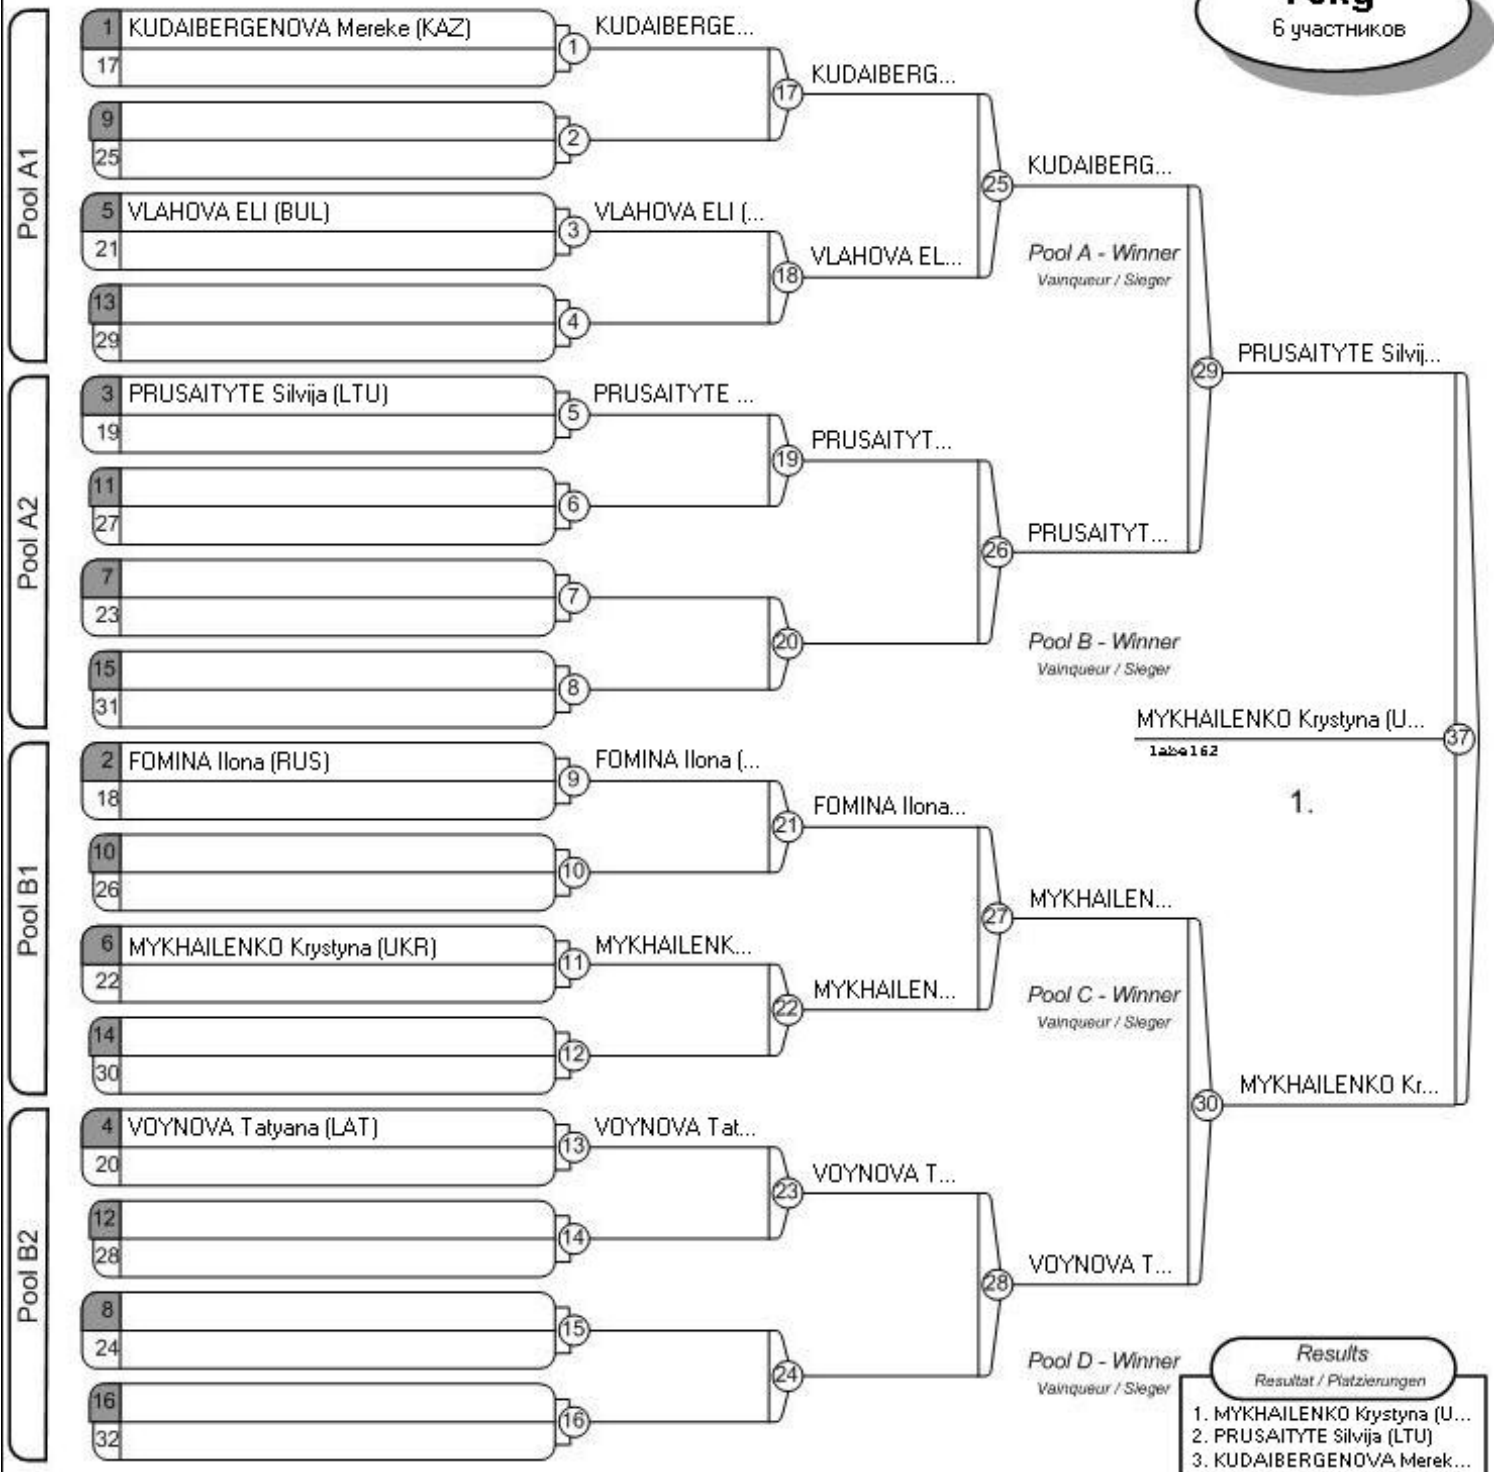 6 участников
Pool A1
1 KUDAIBERGENOVA Mereke (KAZ)
17
1
KUDAIBERGE...
9
25
2
17
KUDAIBERG...
5 VLAHOVA ELI (BUL)
21
3
VLAHOVA ELI (...
13
29
4
18
VLAHOVA EL...
25
KUDAIBERG...
Pool A - Winner
Vainqueur / Sieger
Pool A2
3 PRUSAITYTE Silvija (LTU)
19
5
PRUSAITYTE ...
11
27
6
19
PRUSAITYT...
7
23
7
15
31
8
20
26
PRUSAITYT...
Pool B - Winner
Vainqueur / Sieger
29
PRUSAITYTE Silvij...
Pool B1
2 FOMINA Ilona (RUS)
18
9
FOMINA Ilona (...
10
26
10
21
FOMINA Ilona...
6 MYKHAILENKO Krystyna (UKR)
22
11
MYKHAILENK...
14
30
12
22
MYKHAILEN...
27
MYKHAILEN...
Pool C - Winner
Vainqueur / Sieger
Pool B2
4 VOYNOVA Tatyana (LAT)
20
13
VOYNOVA Tat...
12
28
14
23
VOYNOVA T...
8
24
15
16
32
16
24
28
VOYNOVA T...
Pool D - Winner
Vainqueur / Sieger
30
MYKHAILENKO Kr...
MYKHAILENKO Krystyna (U...
37
label62
1.
Results
Resultat / Platzierungen
1. MYKHAILENKO Krystyna (U...
2. PRUSAITYTE Silvija (LTU)
3. KUDAIBERGENOVA Merek...